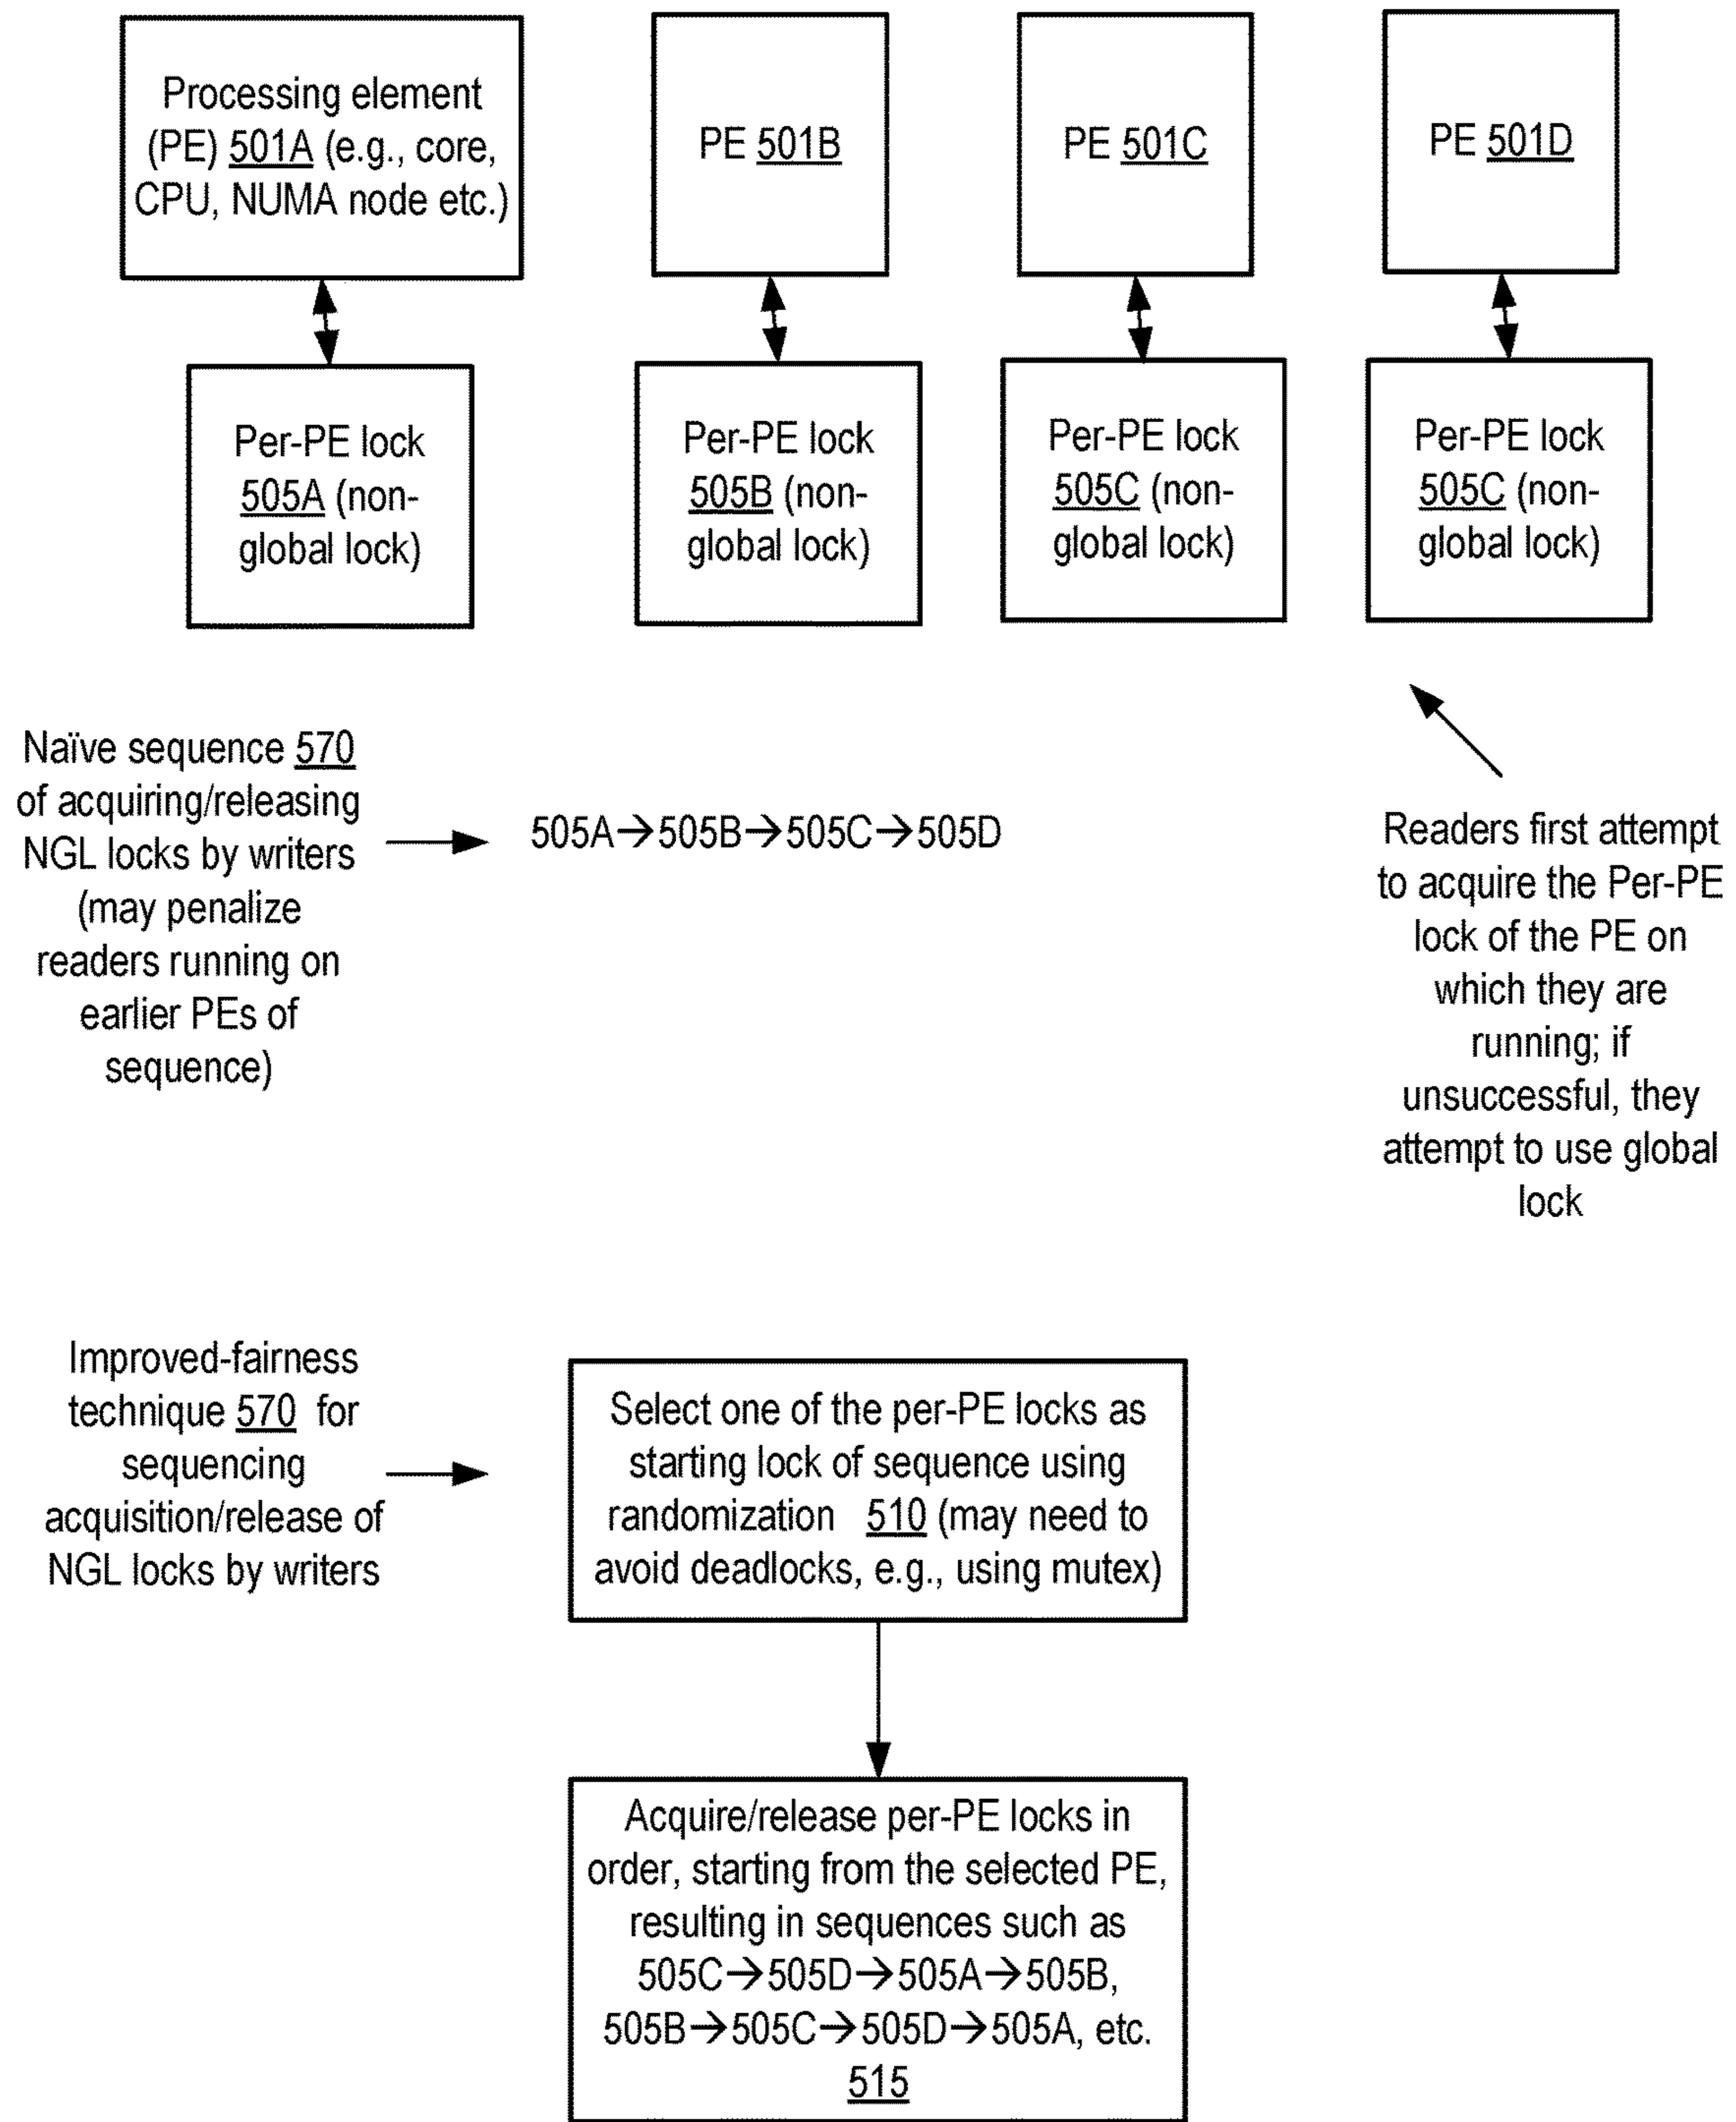 Processing element
(PE) 501A (e.g., core,
CPU, NUMA node etc.)
PE 501B
PE 501C
PE 501D
Per-PE lock
505A (non-
global lock)
Per-PE lock
505B (non-
global lock)
Per-PE lock
505C (non-
global lock)
Per-PE lock
505C (non-
global lock)
Naïve sequence 570
of acquiring/releasing
NGL locks by writers
(may penalize
readers running on
earlier PEs of
sequence)
505A→505B→505C→505D
Readers first attempt
to acquire the Per-PE
lock of the PE on
which they are
running; if
unsuccessful, they
attempt to use global
lock
Improved-fairness
technique 570 for
sequencing
acquisition/release of
NGL locks by writers
Select one of the per-PE locks as
starting lock of sequence using
randomization 510 (may need to
avoid deadlocks, e.g., using mutex)
Acquire/release per-PE locks in
order, starting from the selected PE,
resulting in sequences such as
505C→505D→505A→505B,
505B→505C→505D→505A, etc.
515